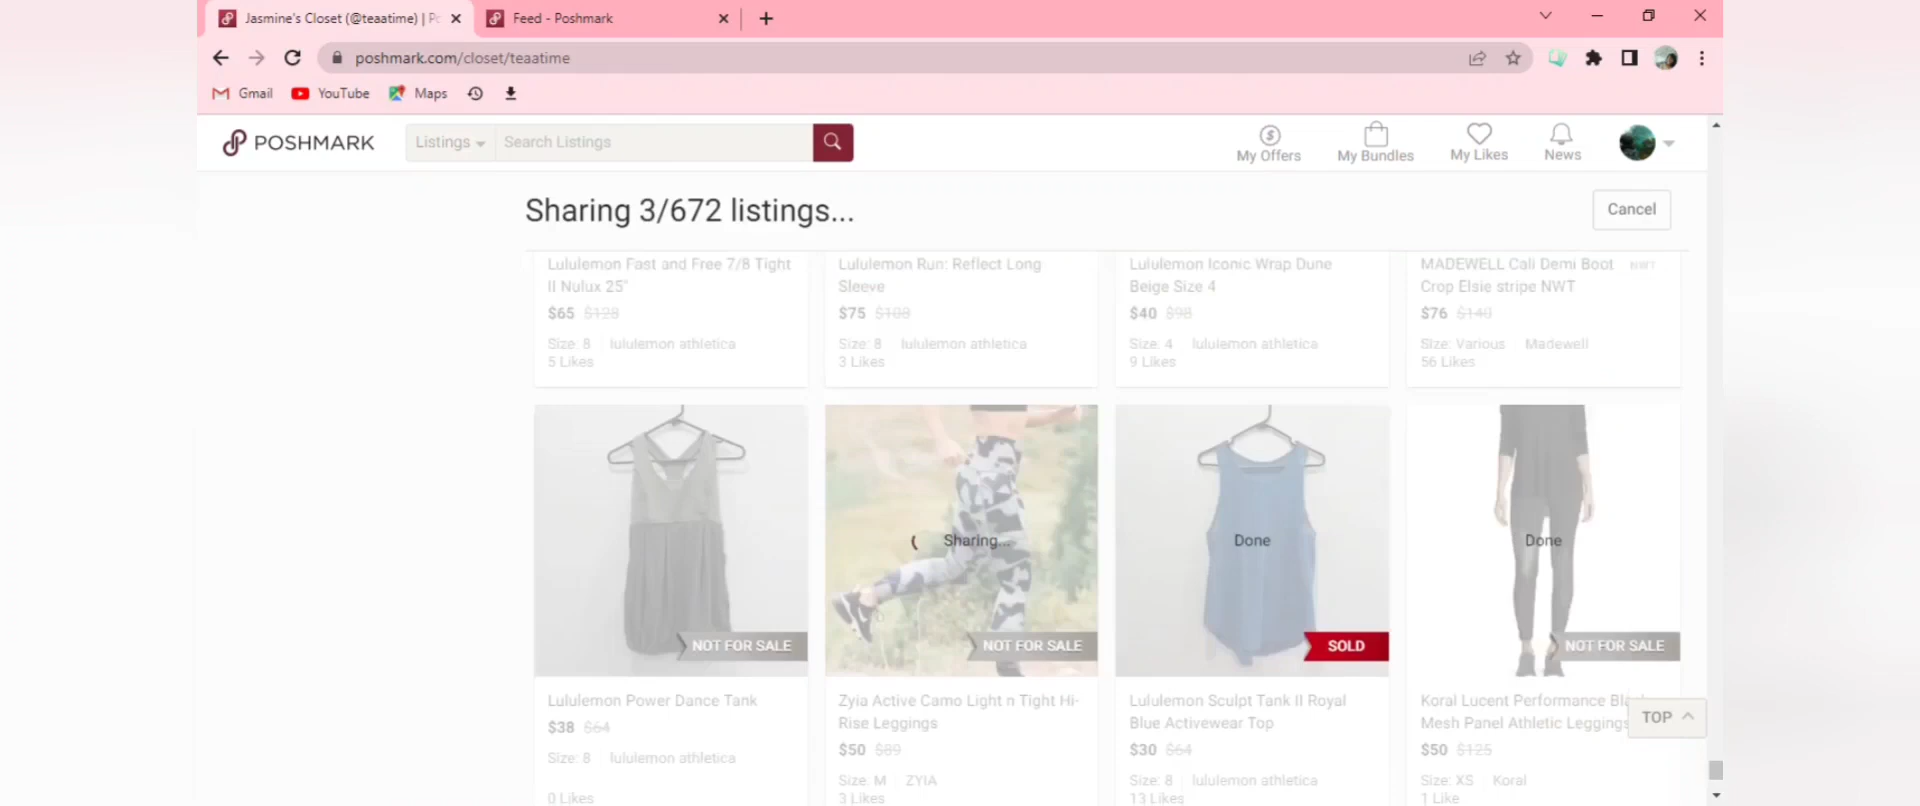 Jasmine's Closet (@teaatime) | Po
Feed - Poshmark
poshmark.com/closet/teaatime
Gmail
YouTube
Maps
POSHMARK
Listings
Search Listings
My Offers
My Bundles
My Likes
News
Sharing 3/672 listings...
Cancel
Lululemon Fast and Free 7/8 Tight
II Nulux 25"
$65 $128
Size: 8 lululemon athletica
5 Likes
Lululemon Run: Reflect Long
Sleeve
$75 $108
Size: 8 lululemon athletica
3 Likes
Lululemon Iconic Wrap Dune
Beige Size 4
$40 $98
Size: 4 lululemon athletica
9 Likes
MADEWELL Cali Demi Boot NWT
Crop Elsie stripe NWT
$76 $140
Size: Various Madewell
56 Likes
NOT FOR SALE
Lululemon Power Dance Tank
$38 $64
Size: 8 lululemon athletica
0 Likes
Sharing...
NOT FOR SALE
Zyia Active Camo Light n Tight Hi-
Rise Leggings
$50 $89
Size: M ZYIA
3 Likes
Done
SOLD
Lululemon Sculpt Tank II Royal
Blue Activewear Top
$30 $64
Size: 8 lululemon athletica
13 Likes
Done
NOT FOR SALE
Koral Lucent Performance
Mesh Panel Athletic Leggings
$50 $125
Size: XS Koral
1 Like
TOP